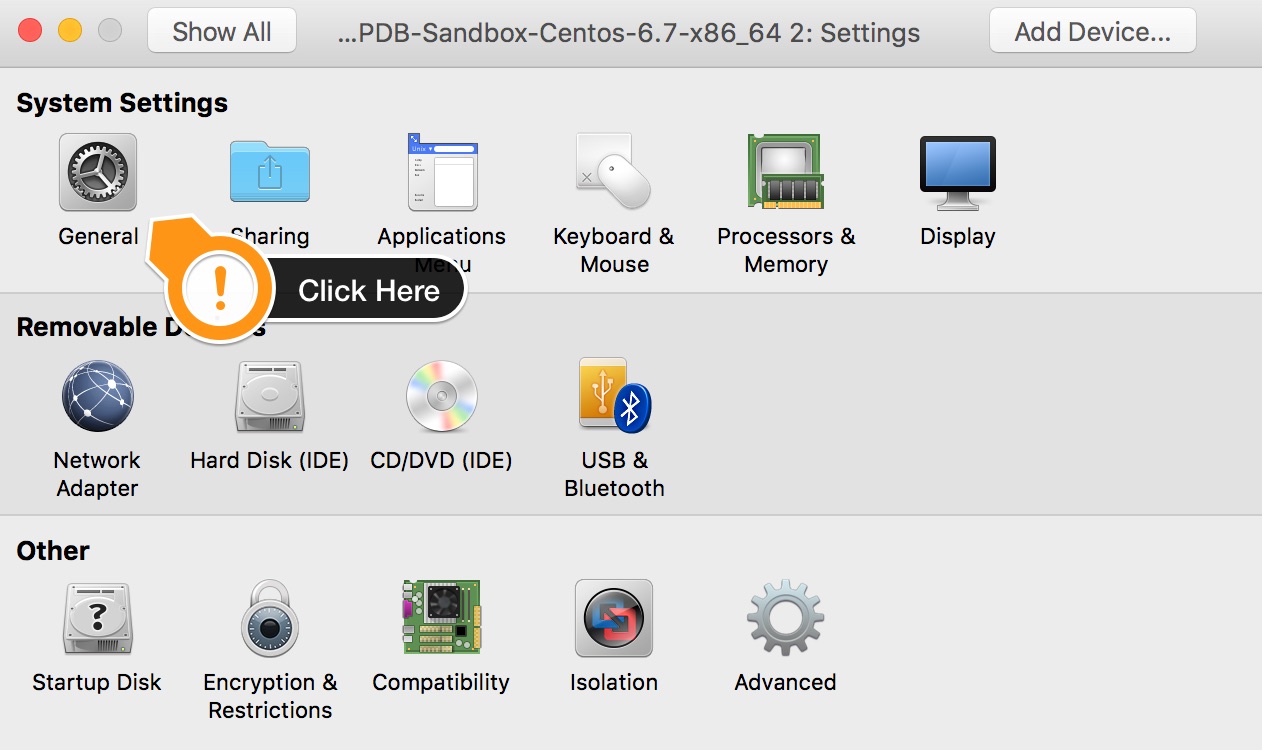 Show All
...PDB-Sandbox-Centos-6.7-x86_64 2: Settings
Add Device...
System Settings
General
Sharing
Applications
Menu
Keyboard &
Mouse
Processors &
Memory
Display
Click Here
Removable
Network
Adapter
Hard Disk (IDE)
CD/DVD (IDE)
USB &
Bluetooth
Other
Startup Disk
Encryption &
Restrictions
Compatibility
Isolation
Advanced